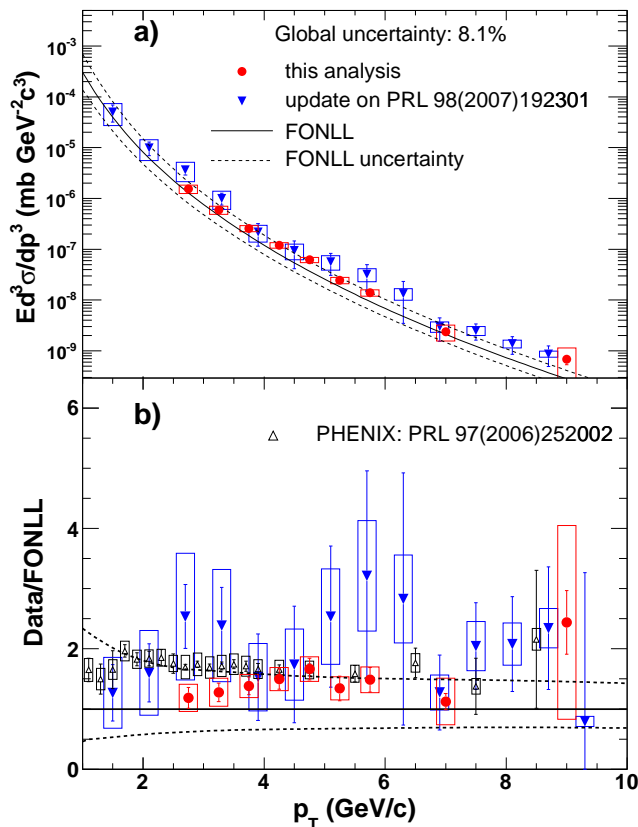 a)
Global uncertainty: 8.1%
this analysis
update on PRL 98(2007)192301
FONLL
FONLL uncertainty
Ed³σ/dp³ (mb GeV⁻²c³)
10⁻³
10⁻⁴
10⁻⁵
10⁻⁶
10⁻⁷
10⁻⁸
10⁻⁹
b)
PHENIX: PRL 97(2006)252002
Data/FONLL
6
4
2
0
2 4 6 8 10
p_T (GeV/c)